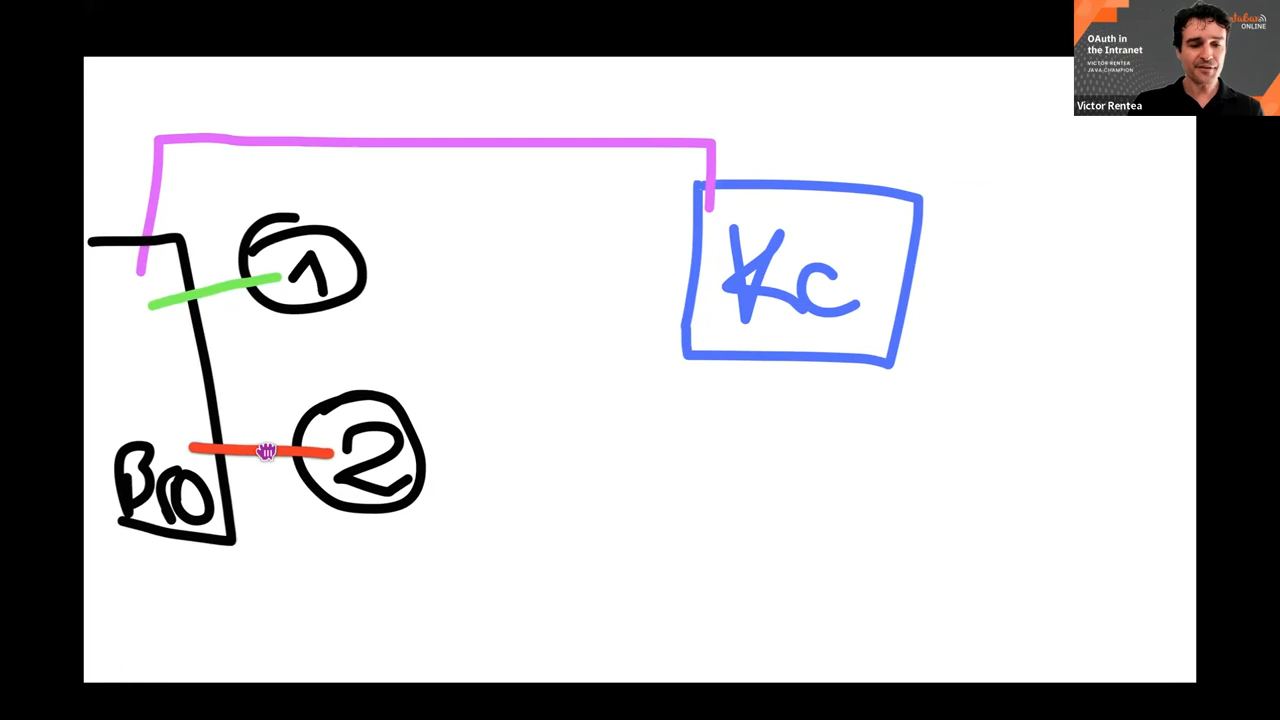 OAuth in
the Intranet
VICTOR RENTEA
JAVA CHAMPION
ONLINE
Victor Rentea
1
KC
2
Bro